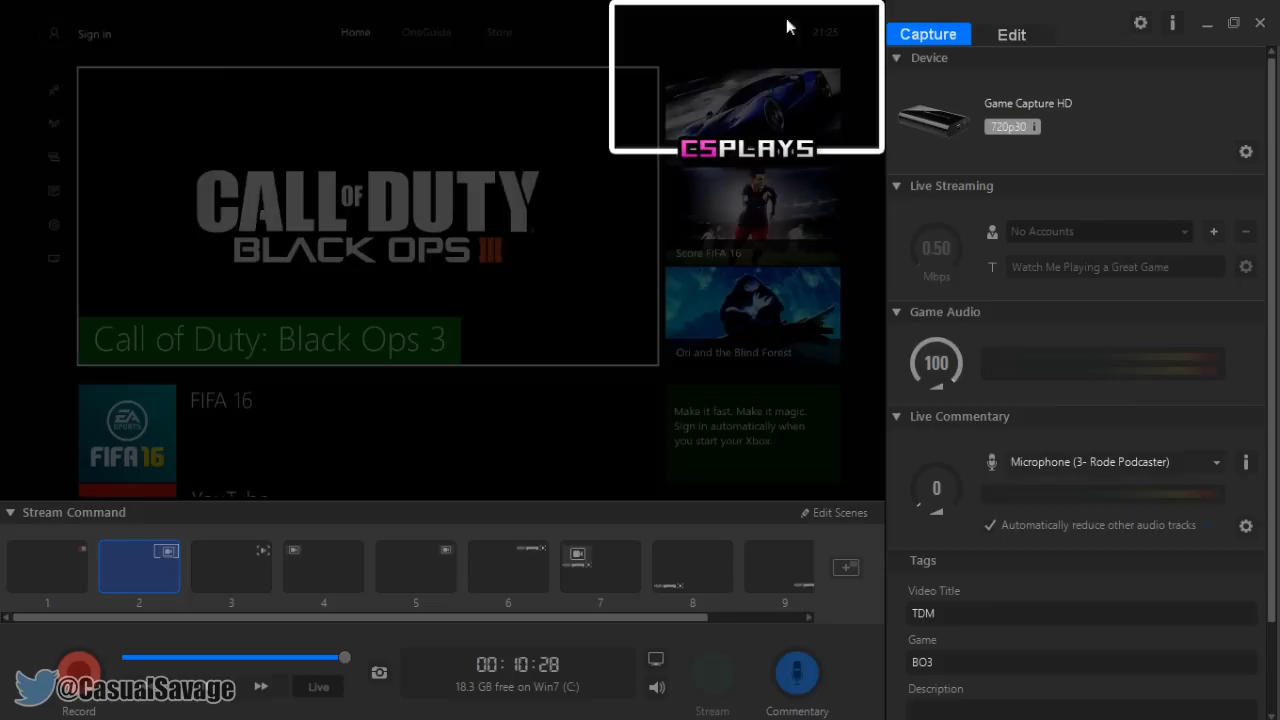 Sign in
Home
OneGuide
Store
21:25
CALL OF DUTY
BLACK OPS III
Call of Duty: Black Ops 3
CSPLAYS
Score FIFA 16
Ori and the Blind Forest
EA
SPORTS
FIFA 16
FIFA 16
YouTube
Make it fast. Make it magic.
Sign in automatically when
you start your Xbox.
Capture
Edit
Device
Game Capture HD
720p30
Live Streaming
0.50
Mbps
No Accounts
T
Watch Me Playing a Great Game
Game Audio
100
Live Commentary
Microphone (3- Rode Podcaster)
0
Automatically reduce other audio tracks
Tags
Video Title
TDM
Game
BO3
Description
Stream Command
Edit Scenes
1
2
3
4
5
6
7
8
9
00:10:28
18.3 GB free on Win7 (C:)
Live
@CasualSavage
Record
Stream
Commentary